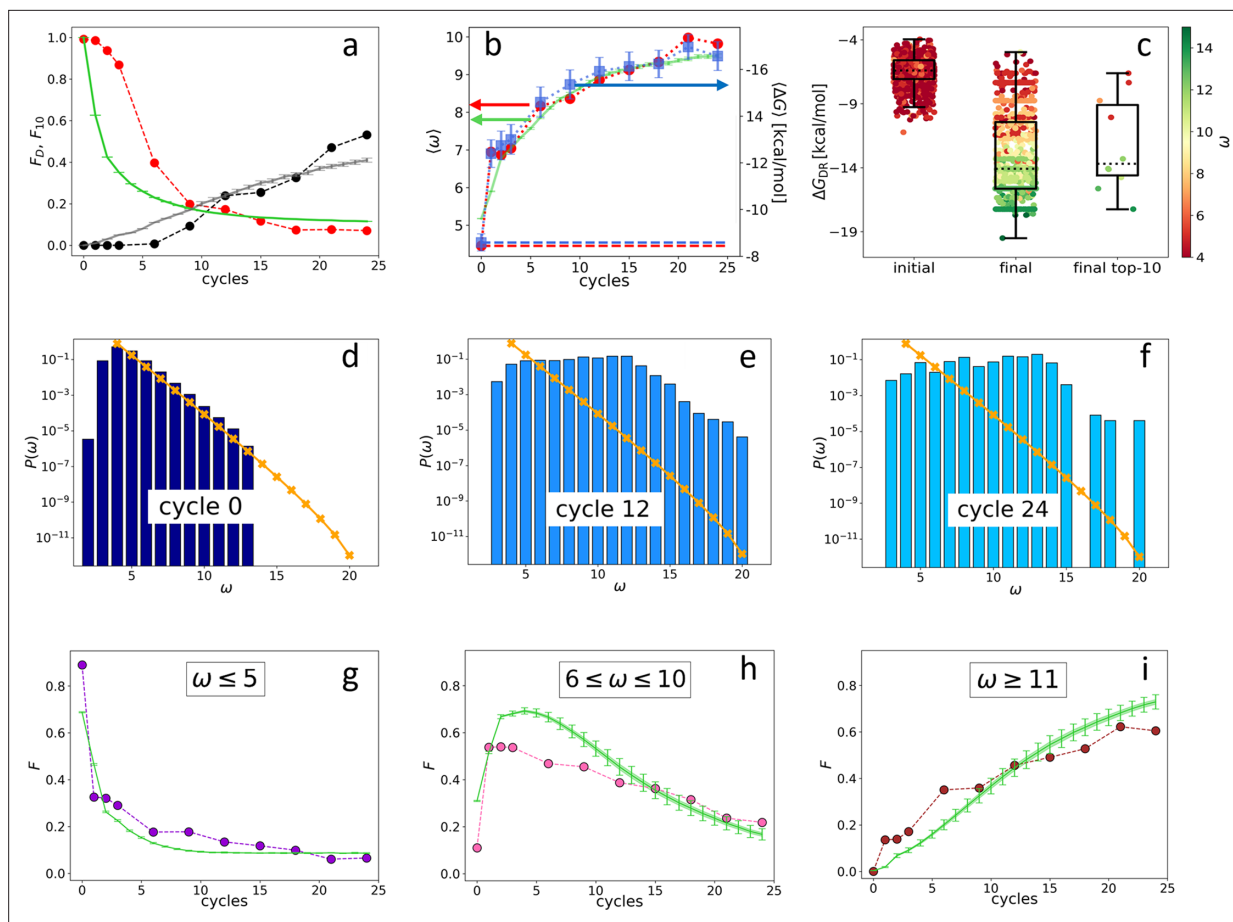 a
F_D, F_10
1.0
0.8
0.6
0.4
0.2
0.0
0 5 10 15 20 25
cycles
b
⟨ω⟩
10
9
8
7
6
5
-16
-14
-12
-10
-8
⟨ΔG⟩ [kcal/mol]
0 5 10 15 20 25
cycles
c
ΔG_DR [kcal/mol]
-4
-9
-14
-19
initial final final top-10
14
12
10
8
6
4
ω
d
P(ω)
10^-1
10^-3
10^-5
10^-7
10^-9
10^-11
cycle 0
5 10 15 20
ω
e
P(ω)
10^-1
10^-3
10^-5
10^-7
10^-9
10^-11
cycle 12
5 10 15 20
ω
f
P(ω)
10^-1
10^-3
10^-5
10^-7
10^-9
10^-11
cycle 24
5 10 15 20
ω
g
ω ≤ 5
F
0.8
0.6
0.4
0.2
0.0
0 5 10 15 20 25
cycles
h
6 ≤ ω ≤ 10
F
0.8
0.6
0.4
0.2
0.0
0 5 10 15 20 25
cycles
i
ω ≥ 11
F
0.8
0.6
0.4
0.2
0.0
0 5 10 15 20 25
cycles